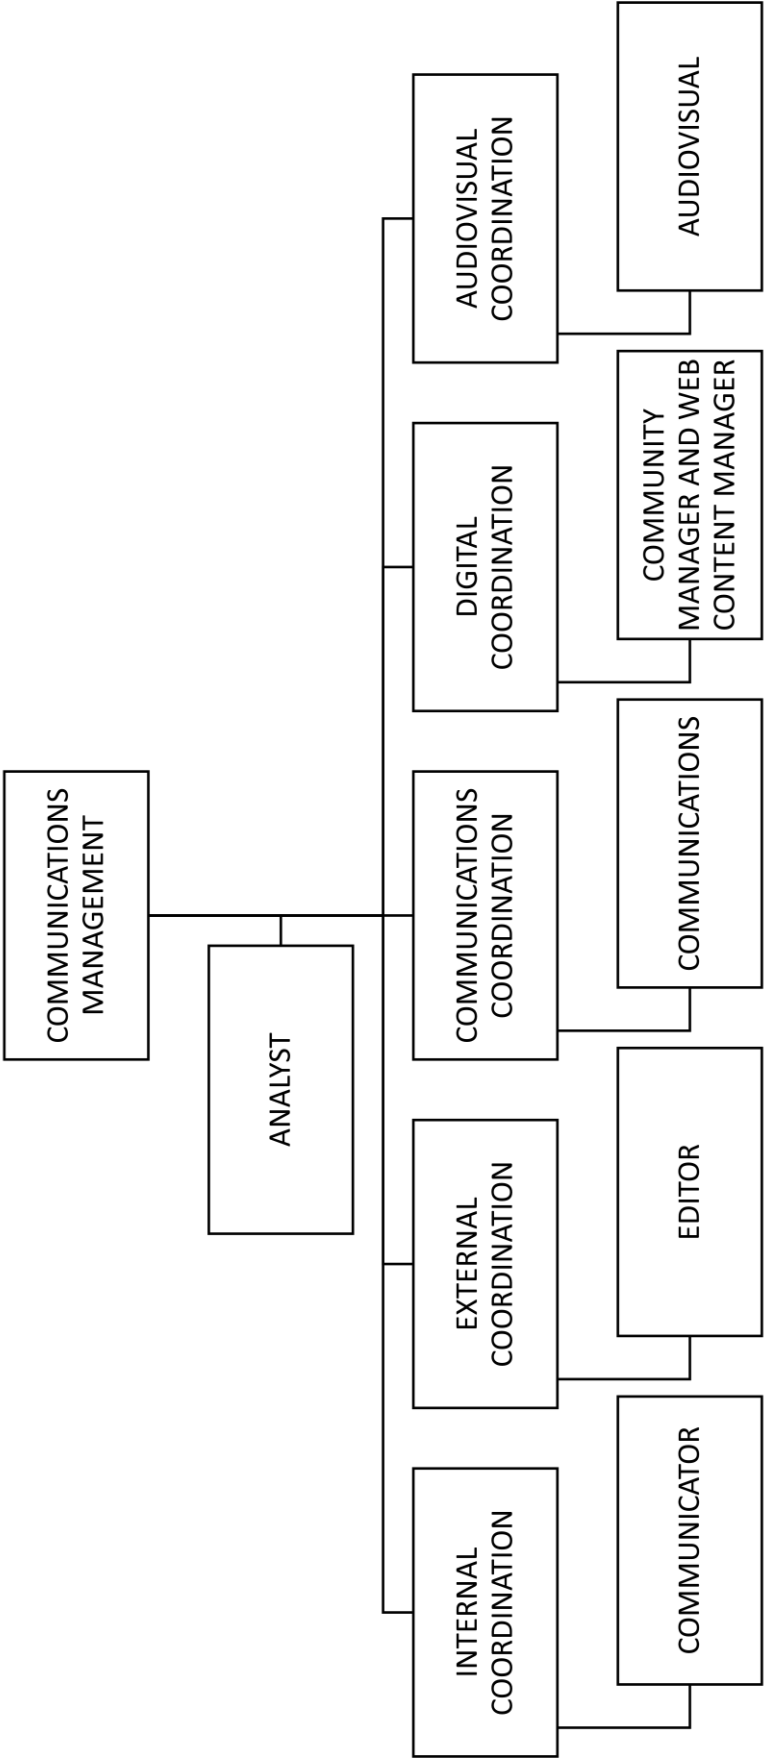 COMMUNICATIONS
MANAGEMENT
ANALYST
INTERNAL
COORDINATION
EXTERNAL
COORDINATION
COMMUNICATIONS
COORDINATION
DIGITAL
COORDINATION
AUDIOVISUAL
COORDINATION
COMMUNICATOR
EDITOR
COMMUNICATIONS
COMMUNITY
MANAGER AND WEB
CONTENT MANAGER
AUDIOVISUAL